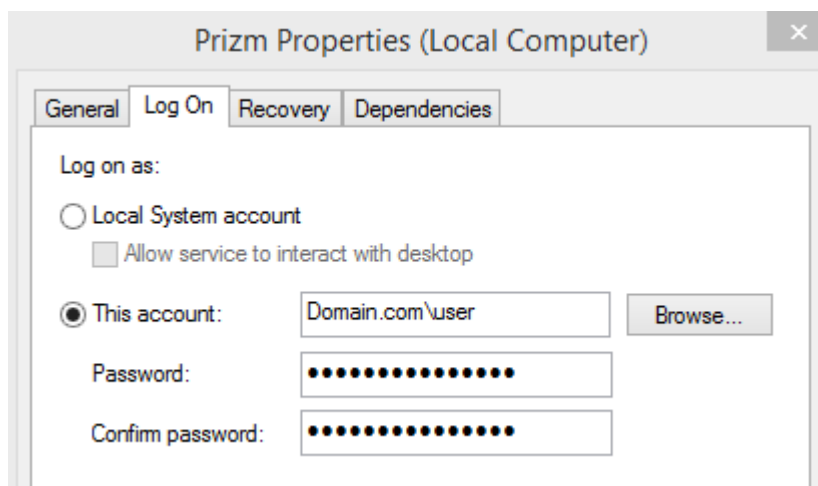 Prizm Properties (Local Computer)
General Log On Recovery Dependencies
Log on as:
Local System account
Allow service to interact with desktop
This account: Domain.com\user Browse...
Password: •••••••••••••••
Confirm password: •••••••••••••••